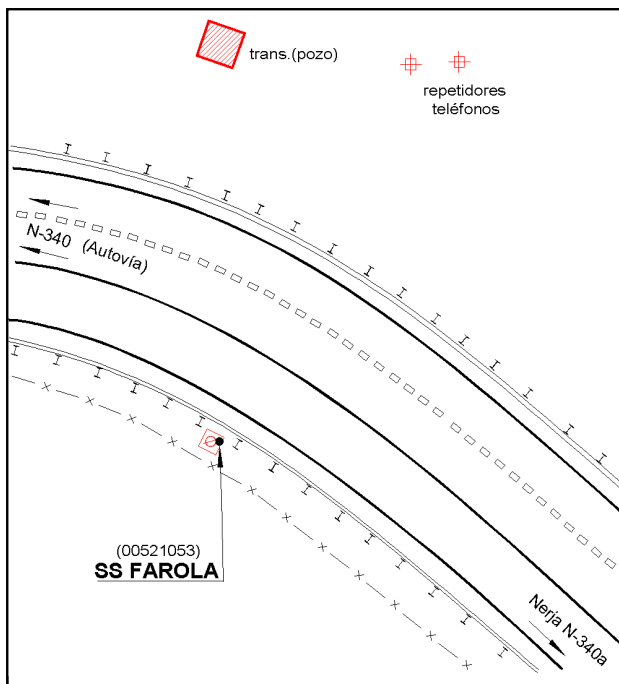 trans.(pozo)
repetidores
teléfonos
N-340 (Autovía)
(00521053)
SS FAROLA
Nerja N-340a